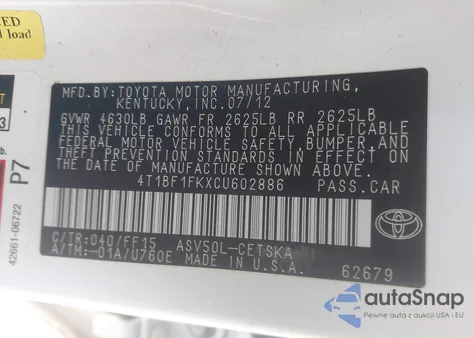 CED
load
3
b.
P7
42661-06722
MFD.BY:TOYOTA MOTOR MANUFACTURING,
KENTUCKY,INC.07/12
GVWR 4630LB GAWR FR 2625LB RR 2625LB
THIS VEHICLE CONFORMS TO ALL APPLICABLE
FEDERAL MOTOR VEHICLE SAFETY,BUMPER,AND
THEFT PREVENTION STANDARDS IN EFFECT ON
THE DATE OF MANUFACTURE SHOWN ABOVE.
4T1BF1FKXCU602886 PASS.CAR
C/TR:040/FF15 ASV50L-CETSKA
A/TM:-01A/U760E MADE IN U.S.A.
TOYOTA
62679
autoSnap
Pewne auta z aukcji USA i EU